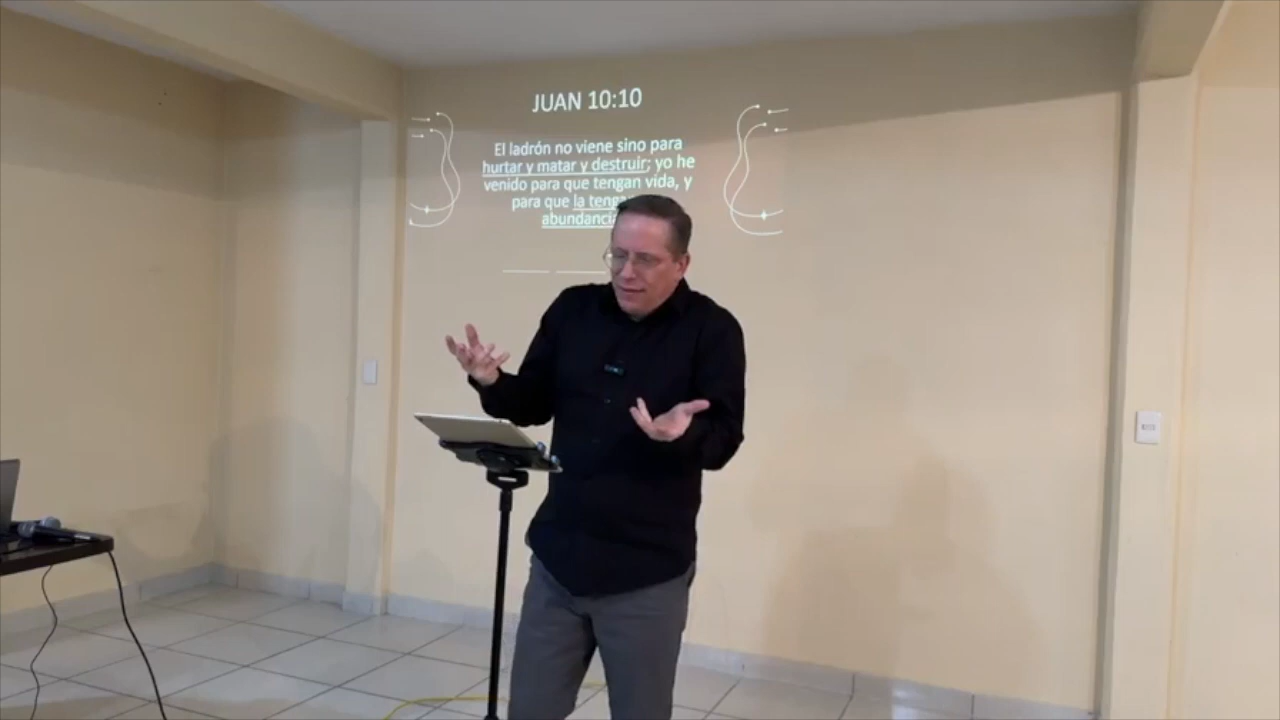 JUAN 10:10
El ladrón no viene sino para
hurtar y matar y destruir; yo he
venido para que tengan vida, y
para que la tenga
abundancia